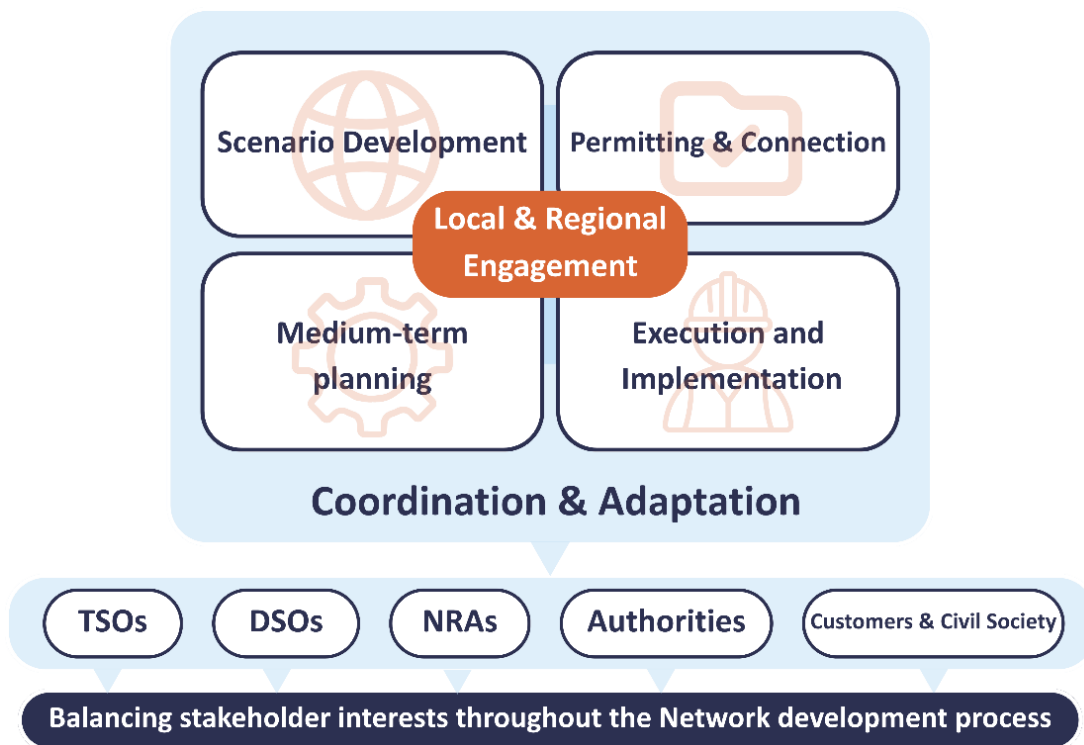 Scenario Development
Permitting & Connection
Local & Regional
Engagement
Medium-term
planning
Execution and
Implementation
Coordination & Adaptation
TSOs
DSOs
NRAs
Authorities
Customers & Civil Society
Balancing stakeholder interests throughout the Network development process